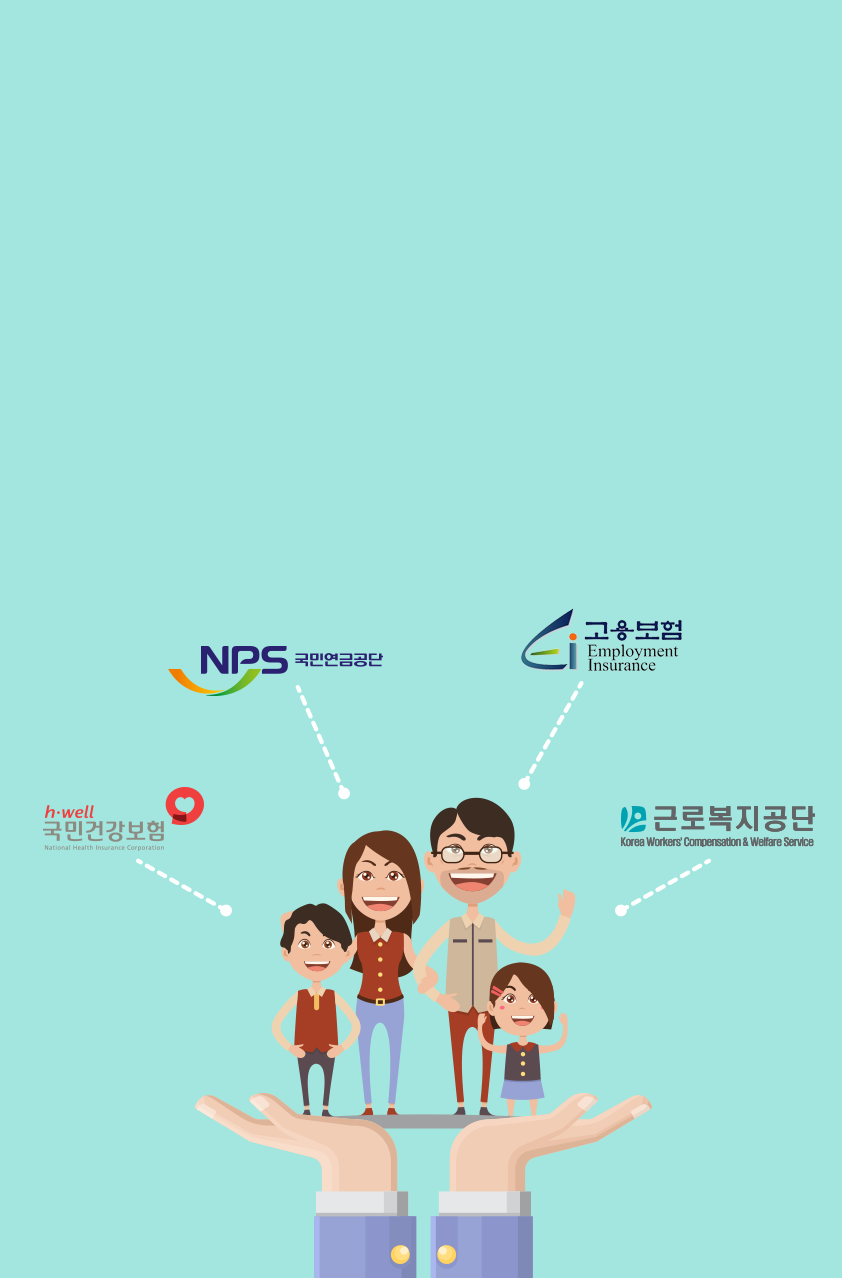 NPS 국민연금공단
고용보험
Employment
Insurance
h·well
국민건강보험
National Health Insurance Corporation
근로복지공단
Korea Workers' Compensation & Welfare Service